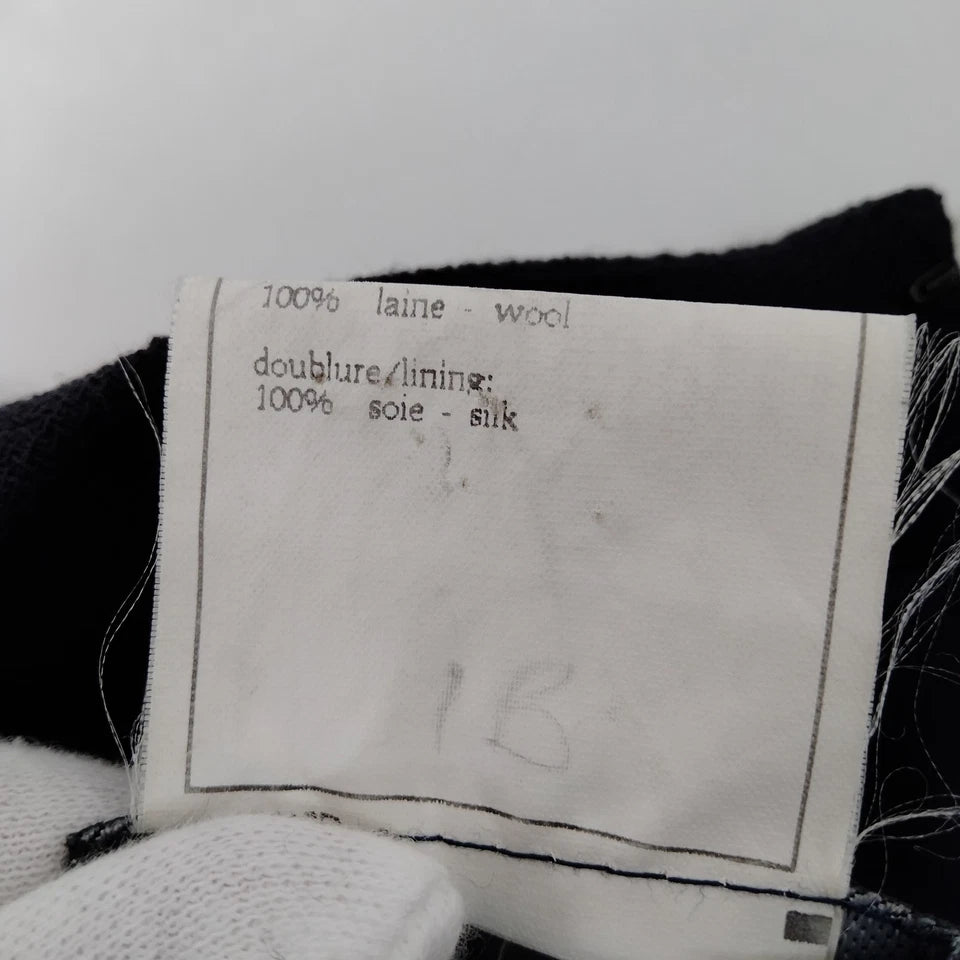 100% laine - wool
doublure/lining:
100% soie - silk
1B